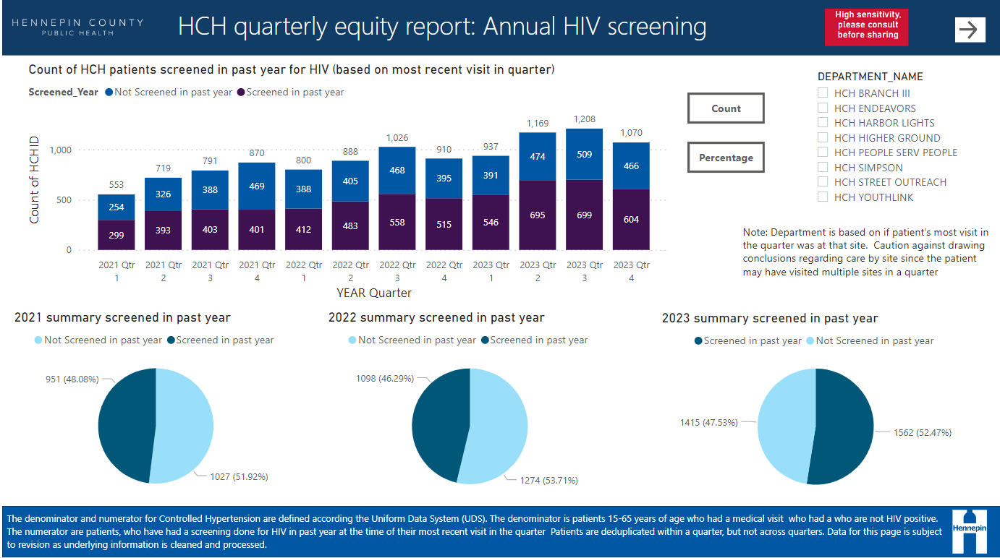 HENNEPIN COUNTY
PUBLIC HEALTH
HCH quarterly equity report: Annual HIV screening
High sensitivity,
please consult
before sharing
Count of HCH patients screened in past year for HIV (based on most recent visit in quarter)
Screened_Year Not Screened in past year Screened in past year
Count of HCHID
1,000
500
0
553
719
791
870
800
888
1,026
910
937
1,169
1,208
1,070
254
326
388
469
388
405
468
395
391
474
509
466
299
393
403
401
412
483
558
515
546
695
699
604
2021 Qtr 2021 Qtr 2021 Qtr 2021 Qtr 2022 Qtr 2022 Qtr 2022 Qtr 2022 Qtr 2023 Qtr 2023 Qtr 2023 Qtr 2023 Qtr
1 2 3 4 1 2 3 4 1 2 3 4
YEAR Quarter
Count
Percentage
DEPARTMENT_NAME
HCH BRANCH III
HCH ENDEAVORS
HCH HARBOR LIGHTS
HCH HIGHER GROUND
HCH PEOPLE SERV PEOPLE
HCH SIMPSON
HCH STREET OUTREACH
HCH YOUTHLINK
Note: Department is based on if patient's most visit in
the quarter was at that site. Caution against drawing
conclusions regarding care by site since the patient
may have visited multiple sites in a quarter
2021 summary screened in past year
Not Screened in past year Screened in past year
951 (48.08%)
1027 (51.92%)
2022 summary screened in past year
Not Screened in past year Screened in past year
1098 (46.29%)
1274 (53.71%)
2023 summary screened in past year
Screened in past year Not Screened in past year
1415 (47.53%)
1562 (52.47%)
The denominator and numerator for Controlled Hypertension are defined according the Uniform Data System (UDS). The denominator is patients 15-65 years of age who had a medical visit who had a who are not HIV positive.
The numerator are patients, who have had a screening done for HIV in past year at the time of their most recent visit in the quarter Patients are deduplicated within a quarter, but not across quarters. Data for this page is subject
to revision as underlying information is cleaned and processed.
Hennepin